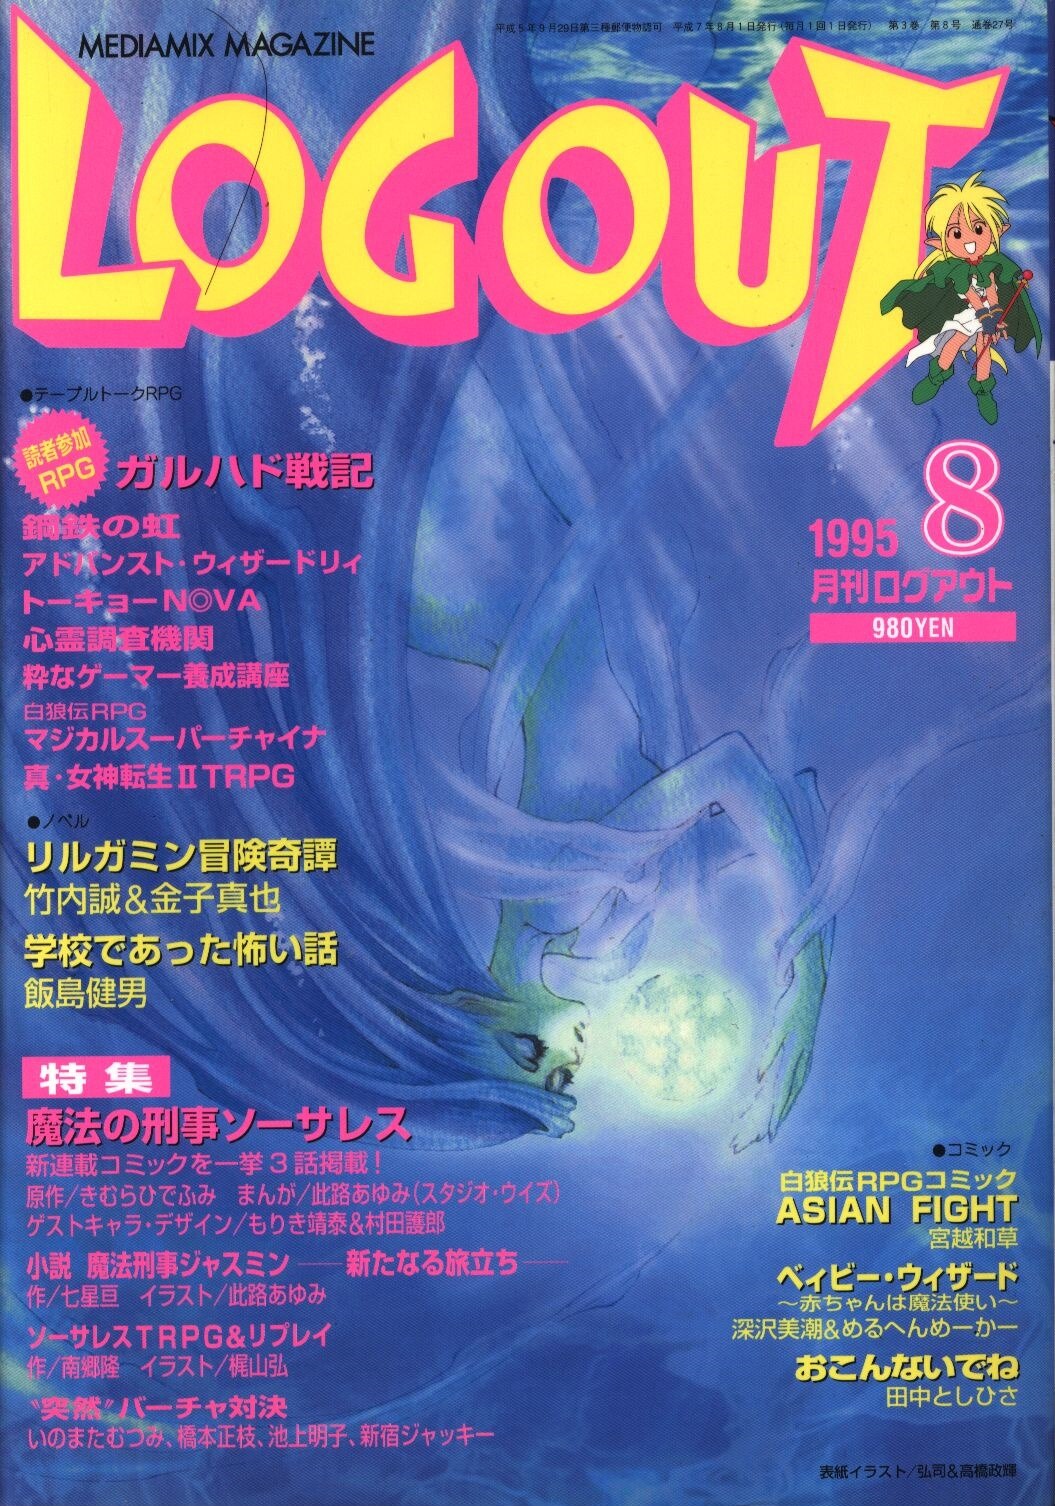 平成5年9月29日第三種郵便物認可　平成7年8月1日発行(毎月1回1日発行)　第3巻/第8号　通巻27号
MEDIAMIX MAGAZINE
LOGOUT
8
1995
月刊ログアウト
980YEN
●テーブルトークRPG
読者参加
RPG
ガルハド戦記
鋼鉄の虹
アドバンスト・ウィザードリィ
トーキョーN◎VA
心霊調査機関
粋なゲーマー養成講座
白狼伝RPG
マジカルスーパーチャイナ
真・女神転生ⅡTRPG
●ノベル
リルガミン冒険奇譚
竹内誠&金子真也
学校であった怖い話
飯島健男
特集
魔法の刑事ソーサレス
新連載コミックを一挙3話掲載!
原作/きむらひでふみ　まんが/此路あゆみ(スタジオ・ウイズ)
ゲストキャラ・デザイン/もりき靖泰&村田護郎
小説 魔法刑事ジャスミン ──新たなる旅立ち──
作/七星亘　イラスト/此路あゆみ
ソーサレスTRPG&リプレイ
作/南郷隆　イラスト/梶山弘
〝突然〟バーチャ対決
いのまたむつみ、橋本正枝、池上明子、新宿ジャッキー
●コミック
白狼伝RPGコミック
ASIAN FIGHT
宮越和草
ベイビー・ウィザード
〜赤ちゃんは魔法使い〜
深沢美潮&めるへんめーかー
おこんないでね
田中としひさ
表紙イラスト/弘司&高橋政輝